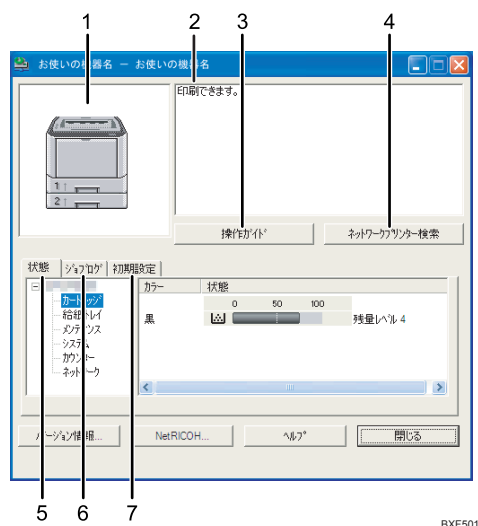 1 2 3 4
お使いの機器名 － お使いの機器名
印刷できます。
1
2
操作ｶﾞｲﾄﾞ ﾈｯﾄﾜｰｸﾌﾟﾘﾝﾀｰ検索
状態 ｼﾞｮﾌﾞﾛｸﾞ 初期設定
ｶﾗｰ 状態
ｶｰﾄﾘｯｼﾞ 0 50 100
給紙ﾄﾚｲ 黒 残量ﾚﾍﾞﾙ 4
ﾒﾝﾃﾅﾝｽ
ｼｽﾃﾑ
ｶｳﾝﾀｰ
ﾈｯﾄﾜｰｸ
ﾊﾞｰｼﾞｮﾝ情報... NetRICOH... ﾍﾙﾌﾟ 閉じる
5 6 7
BXE501